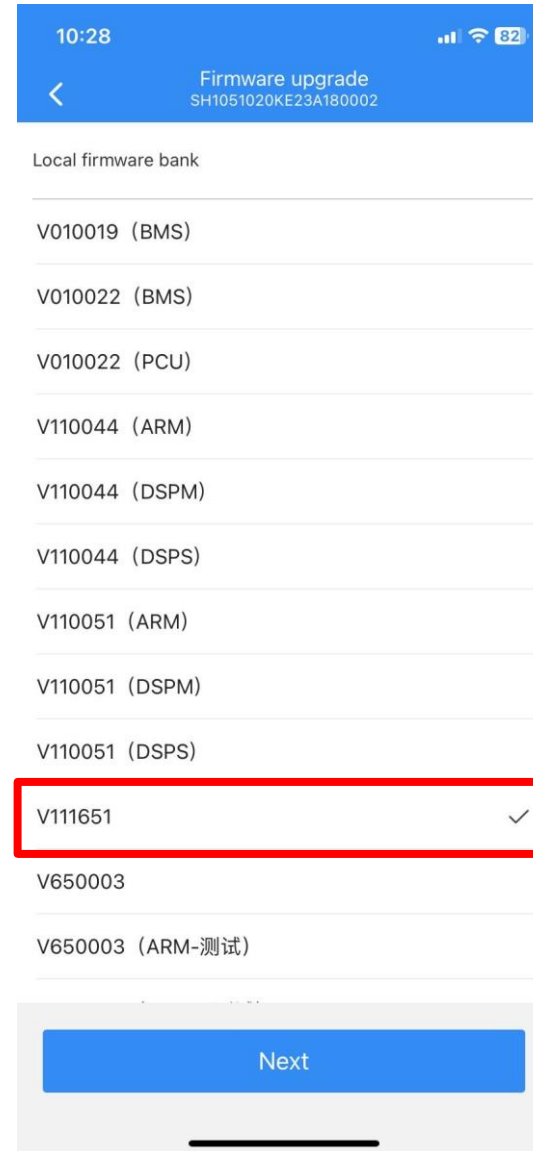 10:28
82
Firmware upgrade
SH1051020KE23A180002
Local firmware bank
V010019（BMS）
V010022（BMS）
V010022（PCU）
V110044（ARM）
V110044（DSPM）
V110044（DSPS）
V110051（ARM）
V110051（DSPM）
V110051（DSPS）
V111651
V650003
V650003（ARM-测试）
Next